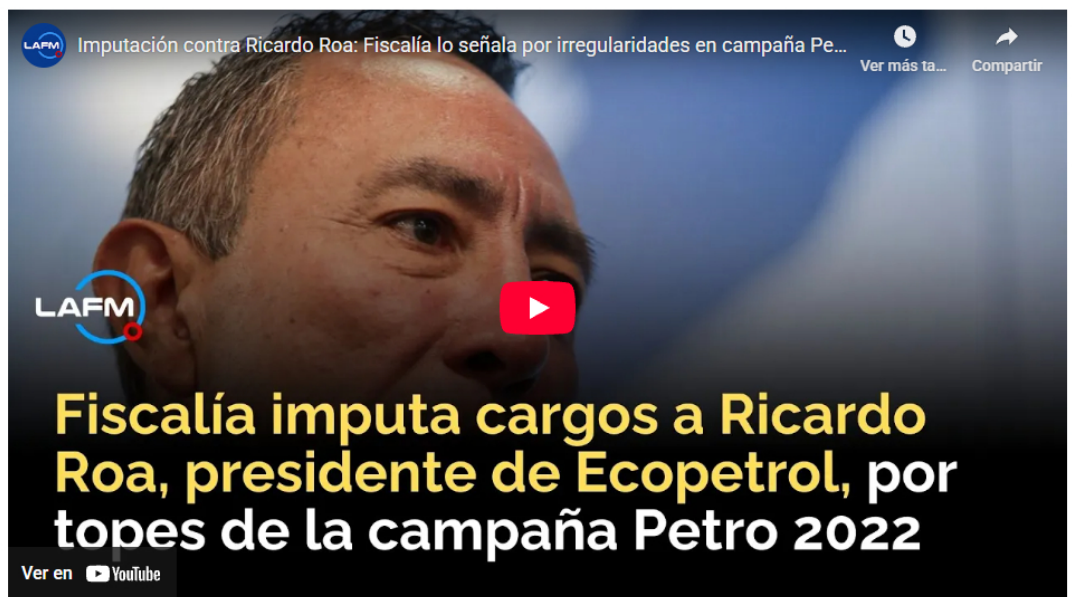 LAFM
Imputación contra Ricardo Roa: Fiscalía lo señala por irregularidades en campaña Pe...
Ver más ta...
Compartir
LAFM
Fiscalía imputa cargos a Ricardo
Roa, presidente de Ecopetrol, por
topes de la campaña Petro 2022
Ver en YouTube